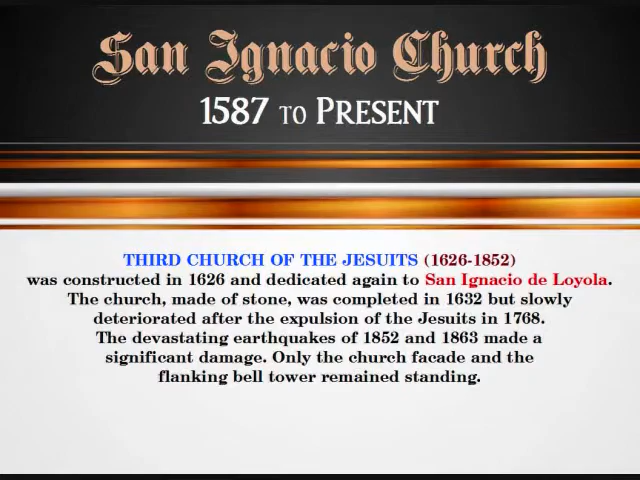 San Ignacio Church
1587 TO PRESENT
THIRD CHURCH OF THE JESUITS (1626-1852)
was constructed in 1626 and dedicated again to San Ignacio de Loyola.
The church, made of stone, was completed in 1632 but slowly
deteriorated after the expulsion of the Jesuits in 1768.
The devastating earthquakes of 1852 and 1863 made a
significant damage. Only the church facade and the
flanking bell tower remained standing.